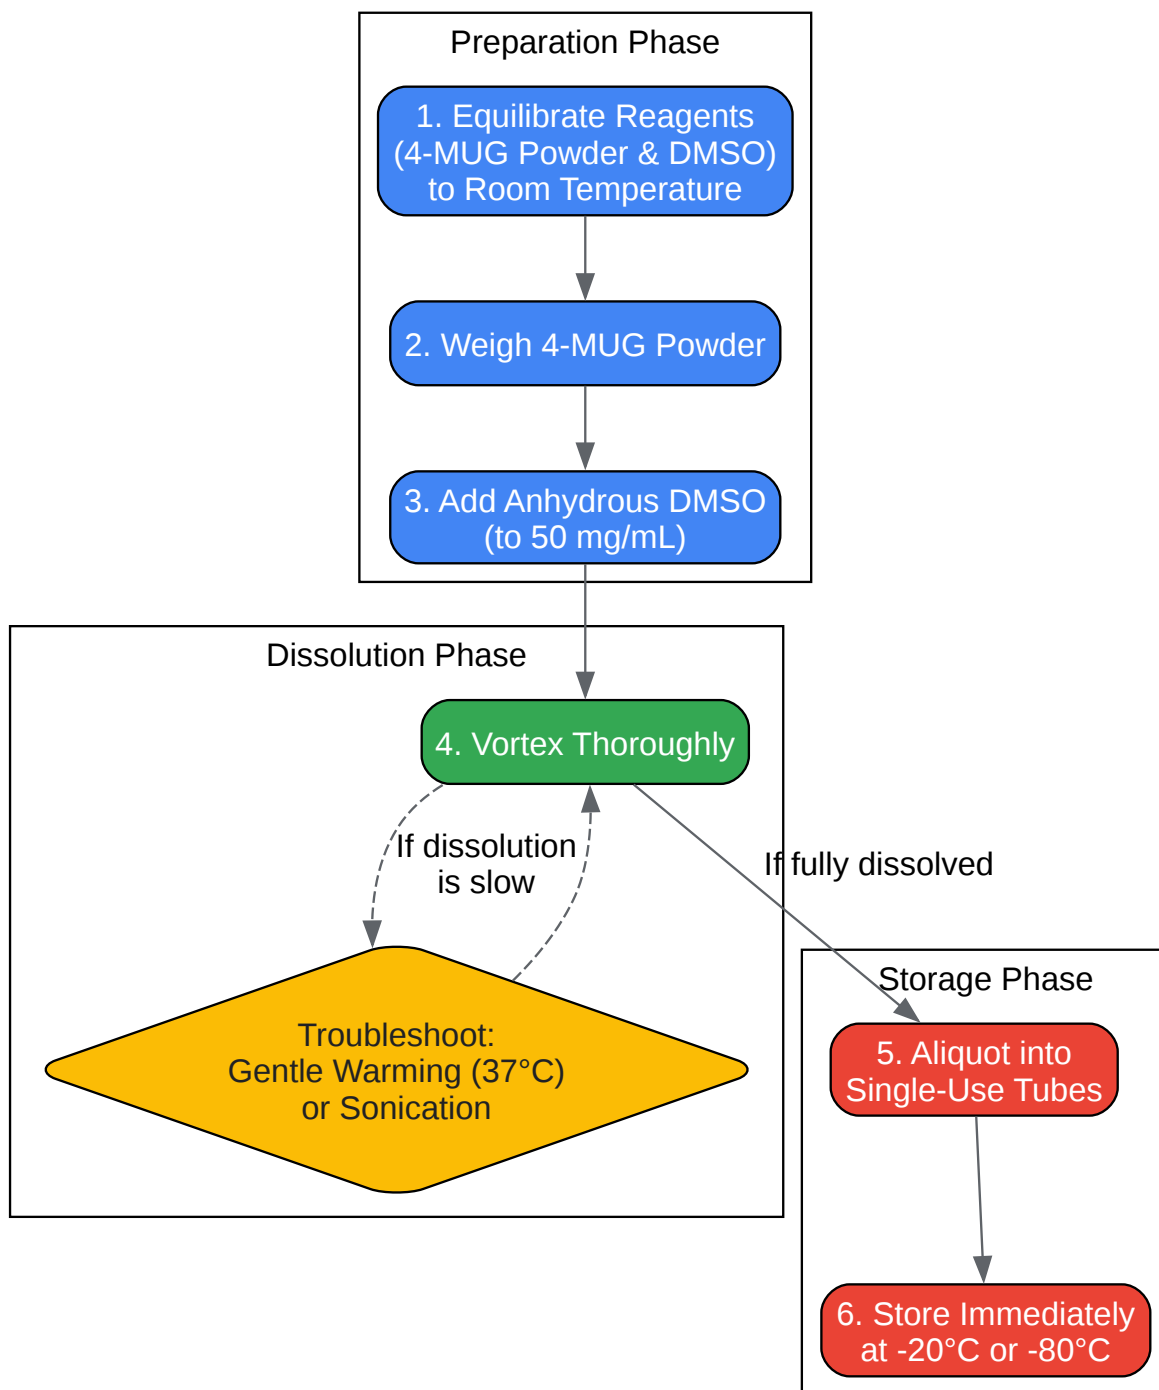 Preparation Phase
1. Equilibrate Reagents
(4-MUG Powder & DMSO)
to Room Temperature
2. Weigh 4-MUG Powder
3. Add Anhydrous DMSO
(to 50 mg/mL)
Dissolution Phase
4. Vortex Thoroughly
If dissolution
is slow
If fully dissolved
Troubleshoot:
Gentle Warming (37°C)
or Sonication
Storage Phase
5. Aliquot into
Single-Use Tubes
6. Store Immediately
at -20°C or -80°C